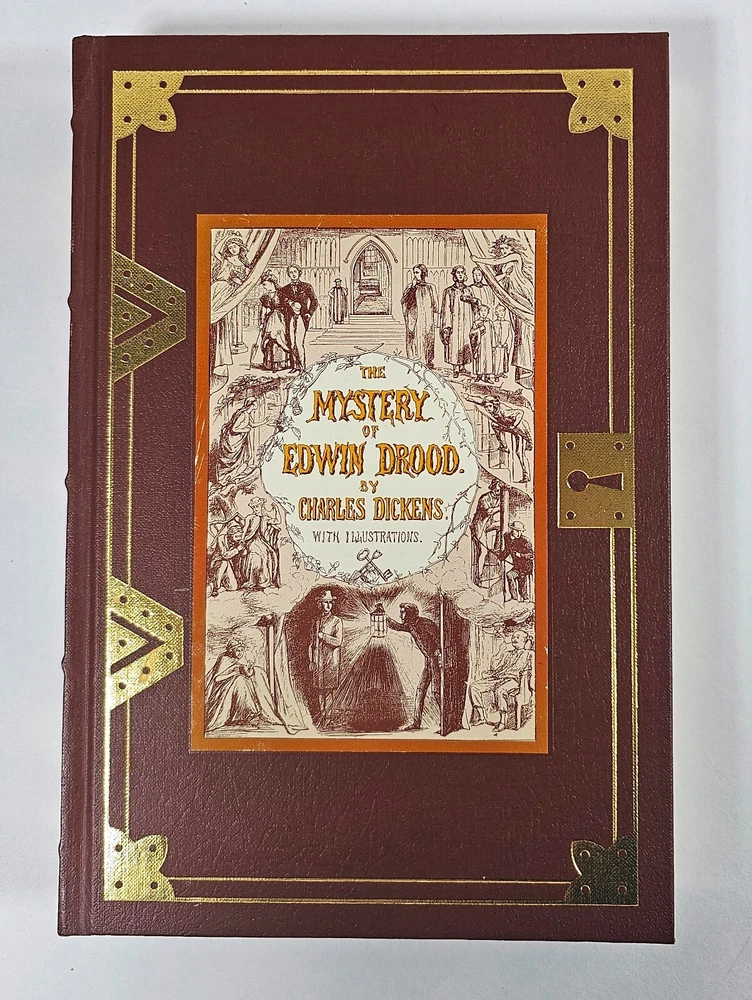 THE
MYSTERY
OF
EDWIN DROOD.
BY
CHARLES DICKENS.
WITH ILLUSTRATIONS.